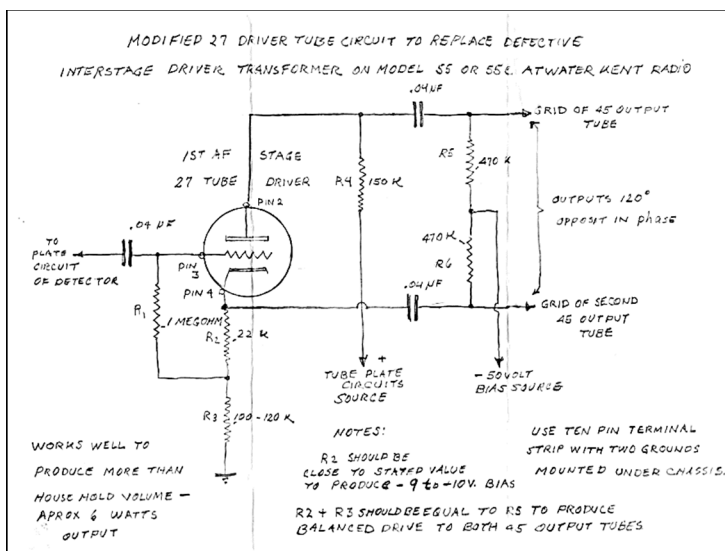 MODIFIED 27 DRIVER TUBE CIRCUIT TO REPLACE DEFECTIVE
INTERSTAGE DRIVER TRANSFORMER ON MODEL 55 OR 55C ATWATER KENT RADIO
.04 µF
GRID OF 45 OUTPUT
TUBE
1ST AF STAGE
27 TUBE DRIVER
R4 150 K
R5 470 K
PIN 2
OUTPUTS 120°
OPPOSIT IN phase
.04 µF
TO
PLATE
CIRCUIT
OF DETECTOR
PIN
3
PIN 4
470K
R6
.04 µF
GRID OF SECOND
45 OUTPUT
TUBE
R1
1 MEGOHM
R2 22 K
+
TUBE PLATE
CIRCUITS
SOURCE
- 50 VOLT
BIAS SOURCE
R3 100-120 K
WORKS WELL TO
PRODUCE MORE THAN
HOUSE HOLD VOLUME -
APROX 6 WATTS
OUTPUT
NOTES:
R2 SHOULD BE
CLOSE TO STATED VALUE
TO PRODUCE - 9 to -10V. BIAS
R2 + R3 SHOULD BE EQUAL TO R5 TO PRODUCE
BALANCED DRIVE TO BOTH 45 OUTPUT TUBES
USE TEN PIN TERMINAL
STRIP WITH TWO GROUNDS
MOUNTED UNDER CHASSIS.